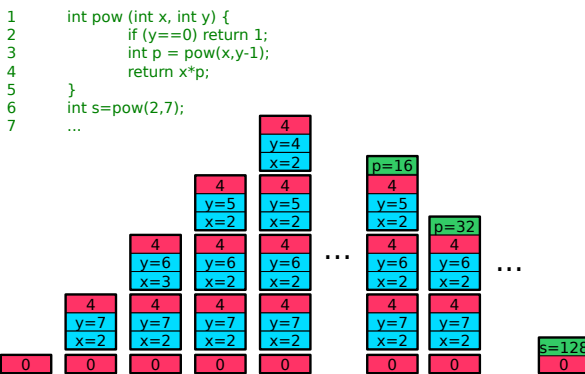 1 int pow (int x, int y) {
2 if (y==0) return 1;
3 int p = pow(x,y-1);
4 return x*p;
5 }
6 int s=pow(2,7);
7 ...
0
4
y=7
x=2
0
4
y=6
x=3
4
y=7
x=2
0
4
y=5
x=2
4
y=6
x=2
4
y=7
x=2
0
4
y=4
x=2
4
y=5
x=2
4
y=6
x=2
4
y=7
x=2
0
...
p=16
4
y=5
x=2
4
y=6
x=2
4
y=7
x=2
0
p=32
4
y=6
x=2
4
y=7
x=2
0
...
s=128
0